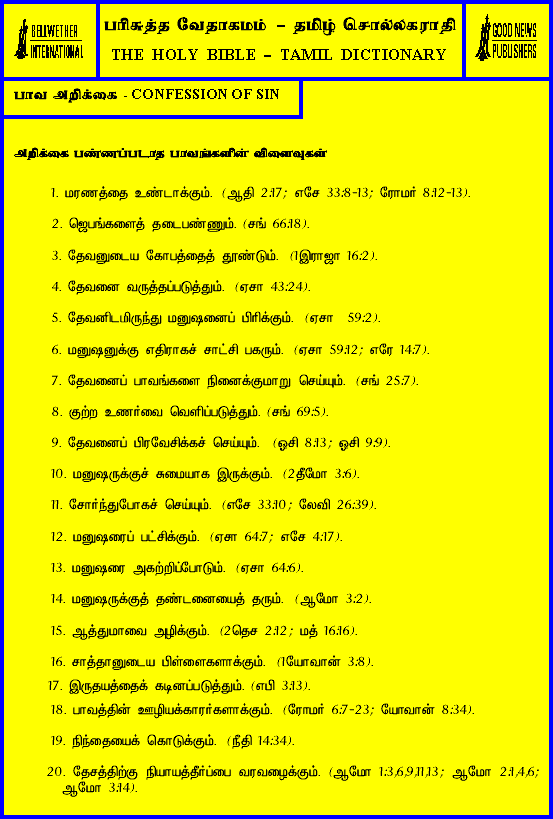 BELLWETHER
INTERNATIONAL
பரிசுத்த வேதாகமம் – தமிழ் சொல்லகராதி
THE HOLY BIBLE – TAMIL DICTIONARY
GOOD NEWS
PUBLISHERS
பாவ அறிக்கை - CONFESSION OF SIN
அறிக்கை பண்ணப்படாத பாவங்களின் விளைவுகள்
1. மரணத்தை உண்டாக்கும். (ஆதி 2:17; எசே 33:8-13; ரோமர் 8:12-13).
2. ஜெபங்களைத் தடைபண்ணும். (சங் 66:18).
3. தேவனுடைய கோபத்தைத் தூண்டும். (1இராஜா 16:2).
4. தேவனை வருத்தப்படுத்தும். (ஏசா 43:24).
5. தேவனிடமிருந்து மனுஷனைப் பிரிக்கும். (ஏசா 59:2).
6. மனுஷனுக்கு எதிராகச் சாட்சி பகரும். (ஏசா 59:12; எரே 14:7).
7. தேவனைப் பாவங்களை நினைக்குமாறு செய்யும். (சங் 25:7).
8. குற்ற உணர்வை வெளிப்படுத்தும். (சங் 69:5).
9. தேவனைப் பிரவேசிக்கச் செய்யும். (ஓசி 8:13; ஓசி 9:9).
10. மனுஷருக்குச் சுமையாக இருக்கும். (2தீமோ 3:6).
11. சோர்ந்துபோகச் செய்யும். (எசே 33:10; லேவி 26:39).
12. மனுஷரைப் பட்சிக்கும். (ஏசா 64:7; எசே 4:17).
13. மனுஷரை அகற்றிப்போடும். (ஏசா 64:6).
14. மனுஷருக்குத் தண்டனையைத் தரும். (ஆமோ 3:2).
15. ஆத்துமாவை அழிக்கும். (2தெச 2:12; மத் 16:16).
16. சாத்தானுடைய பிள்ளைகளாக்கும். (1யோவான் 3:8).
17. இருதயத்தைக் கடினப்படுத்தும். (எபி 3:13).
18. பாவத்தின் ஊழியக்காரர்களாக்கும். (ரோமர் 6:7-23; யோவான் 8:34).
19. நிந்தையைக் கொடுக்கும். (நீதி 14:34).
20. தேசத்திற்கு நியாயத்தீர்ப்பை வரவழைக்கும். (ஆமோ 1:3,6,9,11,13; ஆமோ 2:1,4,6;
ஆமோ 3:14).